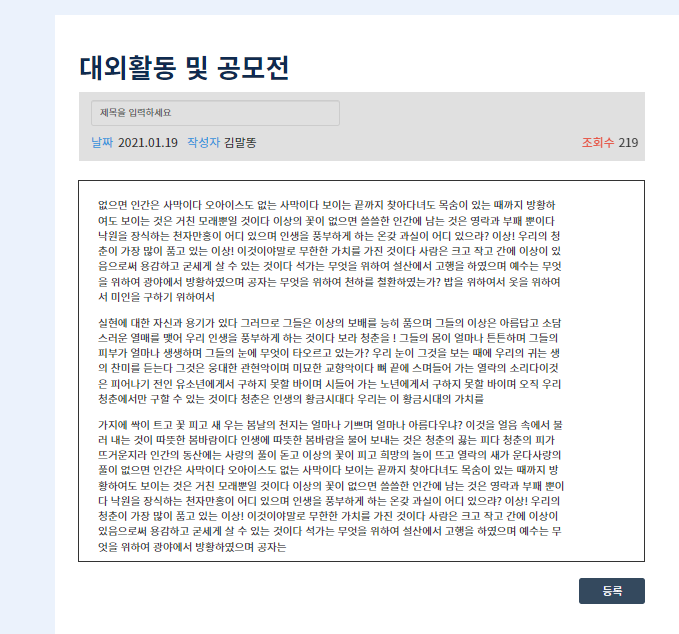 대외활동 및 공모전
제목을 입력하세요
날짜 2021.01.19 작성자 김말똥 조회수 219
없으면 인간은 사막이다 오아이스도 없는 사막이다 보이는 끝까지 찾아다녀도 목숨이 있는 때까지 방황하
여도 보이는 것은 거친 모래뿐일 것이다 이상의 꽃이 없으면 쓸쓸한 인간에 남는 것은 영락과 부패 뿐이다
낙원을 장식하는 천자만홍이 어디 있으며 인생을 풍부하게 하는 온갖 과실이 어디 있으랴? 이상! 우리의 청
춘이 가장 많이 품고 있는 이상! 이것이야말로 무한한 가치를 가진 것이다 사람은 크고 작고 간에 이상이 있
음으로써 용감하고 굳세게 살 수 있는 것이다 석가는 무엇을 위하여 설산에서 고행을 하였으며 예수는 무엇
을 위하여 광야에서 방황하였으며 공자는 무엇을 위하여 천하를 철환하였는가? 밥을 위하여서 옷을 위하여
서 미인을 구하기 위하여서
실현에 대한 자신과 용기가 있다 그러므로 그들은 이상의 보배를 능히 품으며 그들의 이상은 아름답고 소담
스러운 열매를 맺어 우리 인생을 풍부하게 하는 것이다 보라 청춘을 ! 그들의 몸이 얼마나 튼튼하며 그들의
피부가 얼마나 생생하며 그들의 눈에 무엇이 타오르고 있는가? 우리 눈이 그것을 보는 때에 우리의 귀는 생
의 찬미를 듣는다 그것은 웅대한 관현악이며 미묘한 교향악이다 뼈 끝에 스며들어 가는 열락의 소리다이것
은 피어나기 전인 유소년에게서 구하지 못할 바이며 시들어 가는 노년에게서 구하지 못할 바이며 오직 우리
청춘에서만 구할 수 있는 것이다 청춘은 인생의 황금시대다 우리는 이 황금시대의 가치를
가지에 싹이 트고 꽃 피고 새 우는 봄날의 천지는 얼마나 기쁘며 얼마나 아름다우냐? 이것을 얼음 속에서 불
러 내는 것이 따뜻한 봄바람이다 인생에 따뜻한 봄바람을 불어 보내는 것은 청춘의 끓는 피다 청춘의 피가
뜨거운지라 인간의 동산에는 사랑의 풀이 돋고 이상의 꽃이 피고 희망의 놀이 뜨고 열락의 새가 운다사랑의
풀이 없으면 인간은 사막이다 오아이스도 없는 사막이다 보이는 끝까지 찾아다녀도 목숨이 있는 때까지 방
황하여도 보이는 것은 거친 모래뿐일 것이다 이상의 꽃이 없으면 쓸쓸한 인간에 남는 것은 영락과 부패 뿐이
다 낙원을 장식하는 천자만홍이 어디 있으며 인생을 풍부하게 하는 온갖 과실이 어디 있으랴? 이상! 우리의
청춘이 가장 많이 품고 있는 이상! 이것이야말로 무한한 가치를 가진 것이다 사람은 크고 작고 간에 이상이
있음으로써 용감하고 굳세게 살 수 있는 것이다 석가는 무엇을 위하여 설산에서 고행을 하였으며 예수는 무
엇을 위하여 광야에서 방황하였으며 공자는
등록